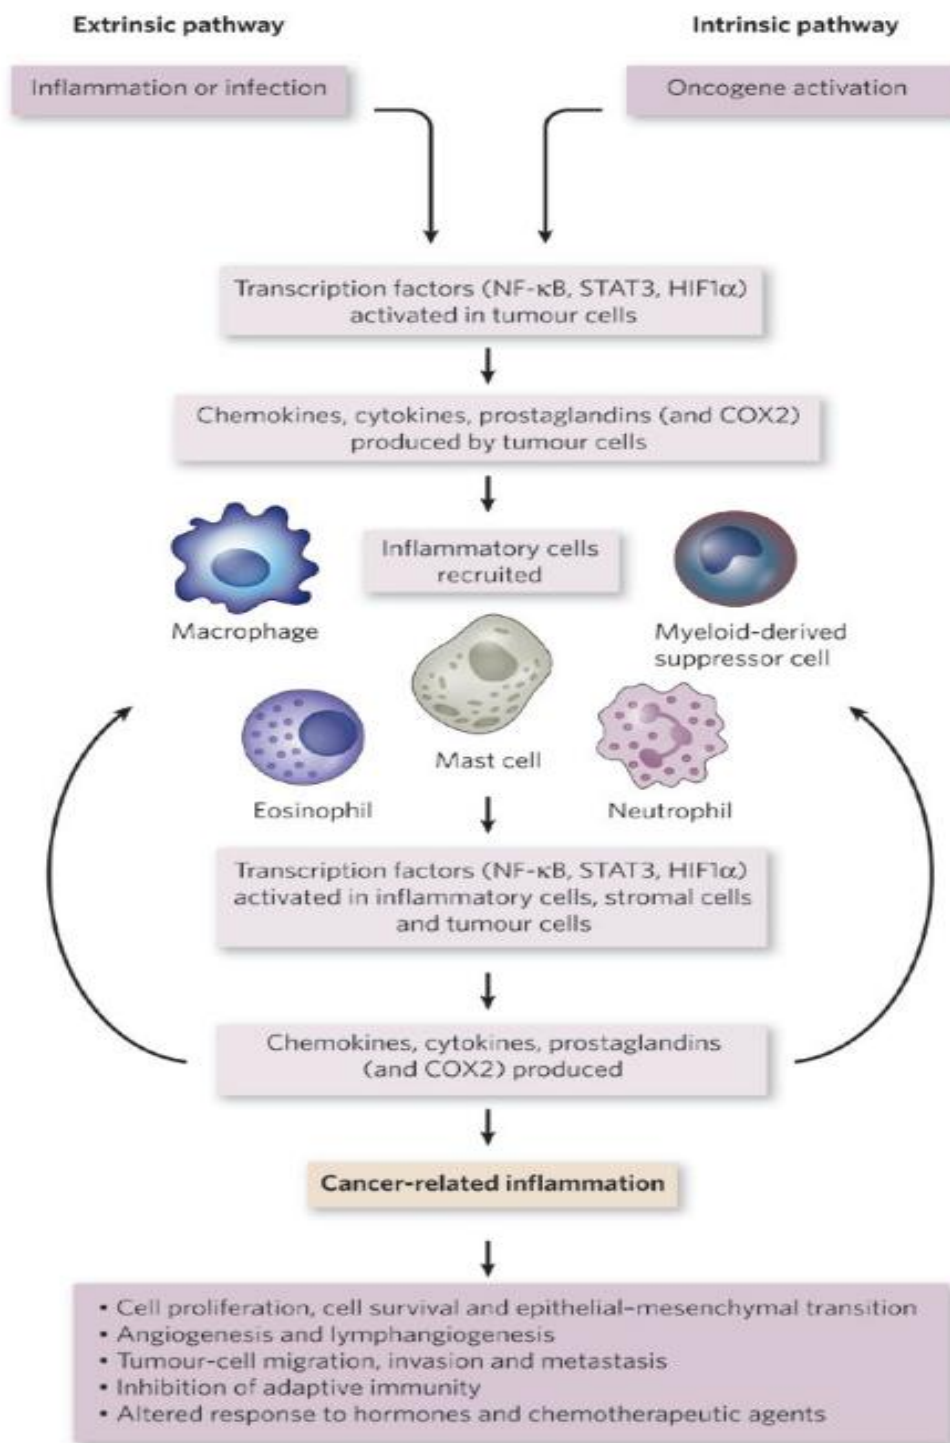 Extrinsic pathway
Intrinsic pathway
Inflammation or infection
Oncogene activation
Transcription factors (NF-κB, STAT3, HIF1α)
activated in tumour cells
Chemokines, cytokines, prostaglandins (and COX2)
produced by tumour cells
Inflammatory cells
recruited
Macrophage
Myeloid-derived
suppressor cell
Mast cell
Eosinophil
Neutrophil
Transcription factors (NF-κB, STAT3, HIF1α)
activated in inflammatory cells, stromal cells
and tumour cells
Chemokines, cytokines, prostaglandins
(and COX2) produced
Cancer-related inflammation
• Cell proliferation, cell survival and epithelial–mesenchymal transition
• Angiogenesis and lymphangiogenesis
• Tumour-cell migration, invasion and metastasis
• Inhibition of adaptive immunity
• Altered response to hormones and chemotherapeutic agents